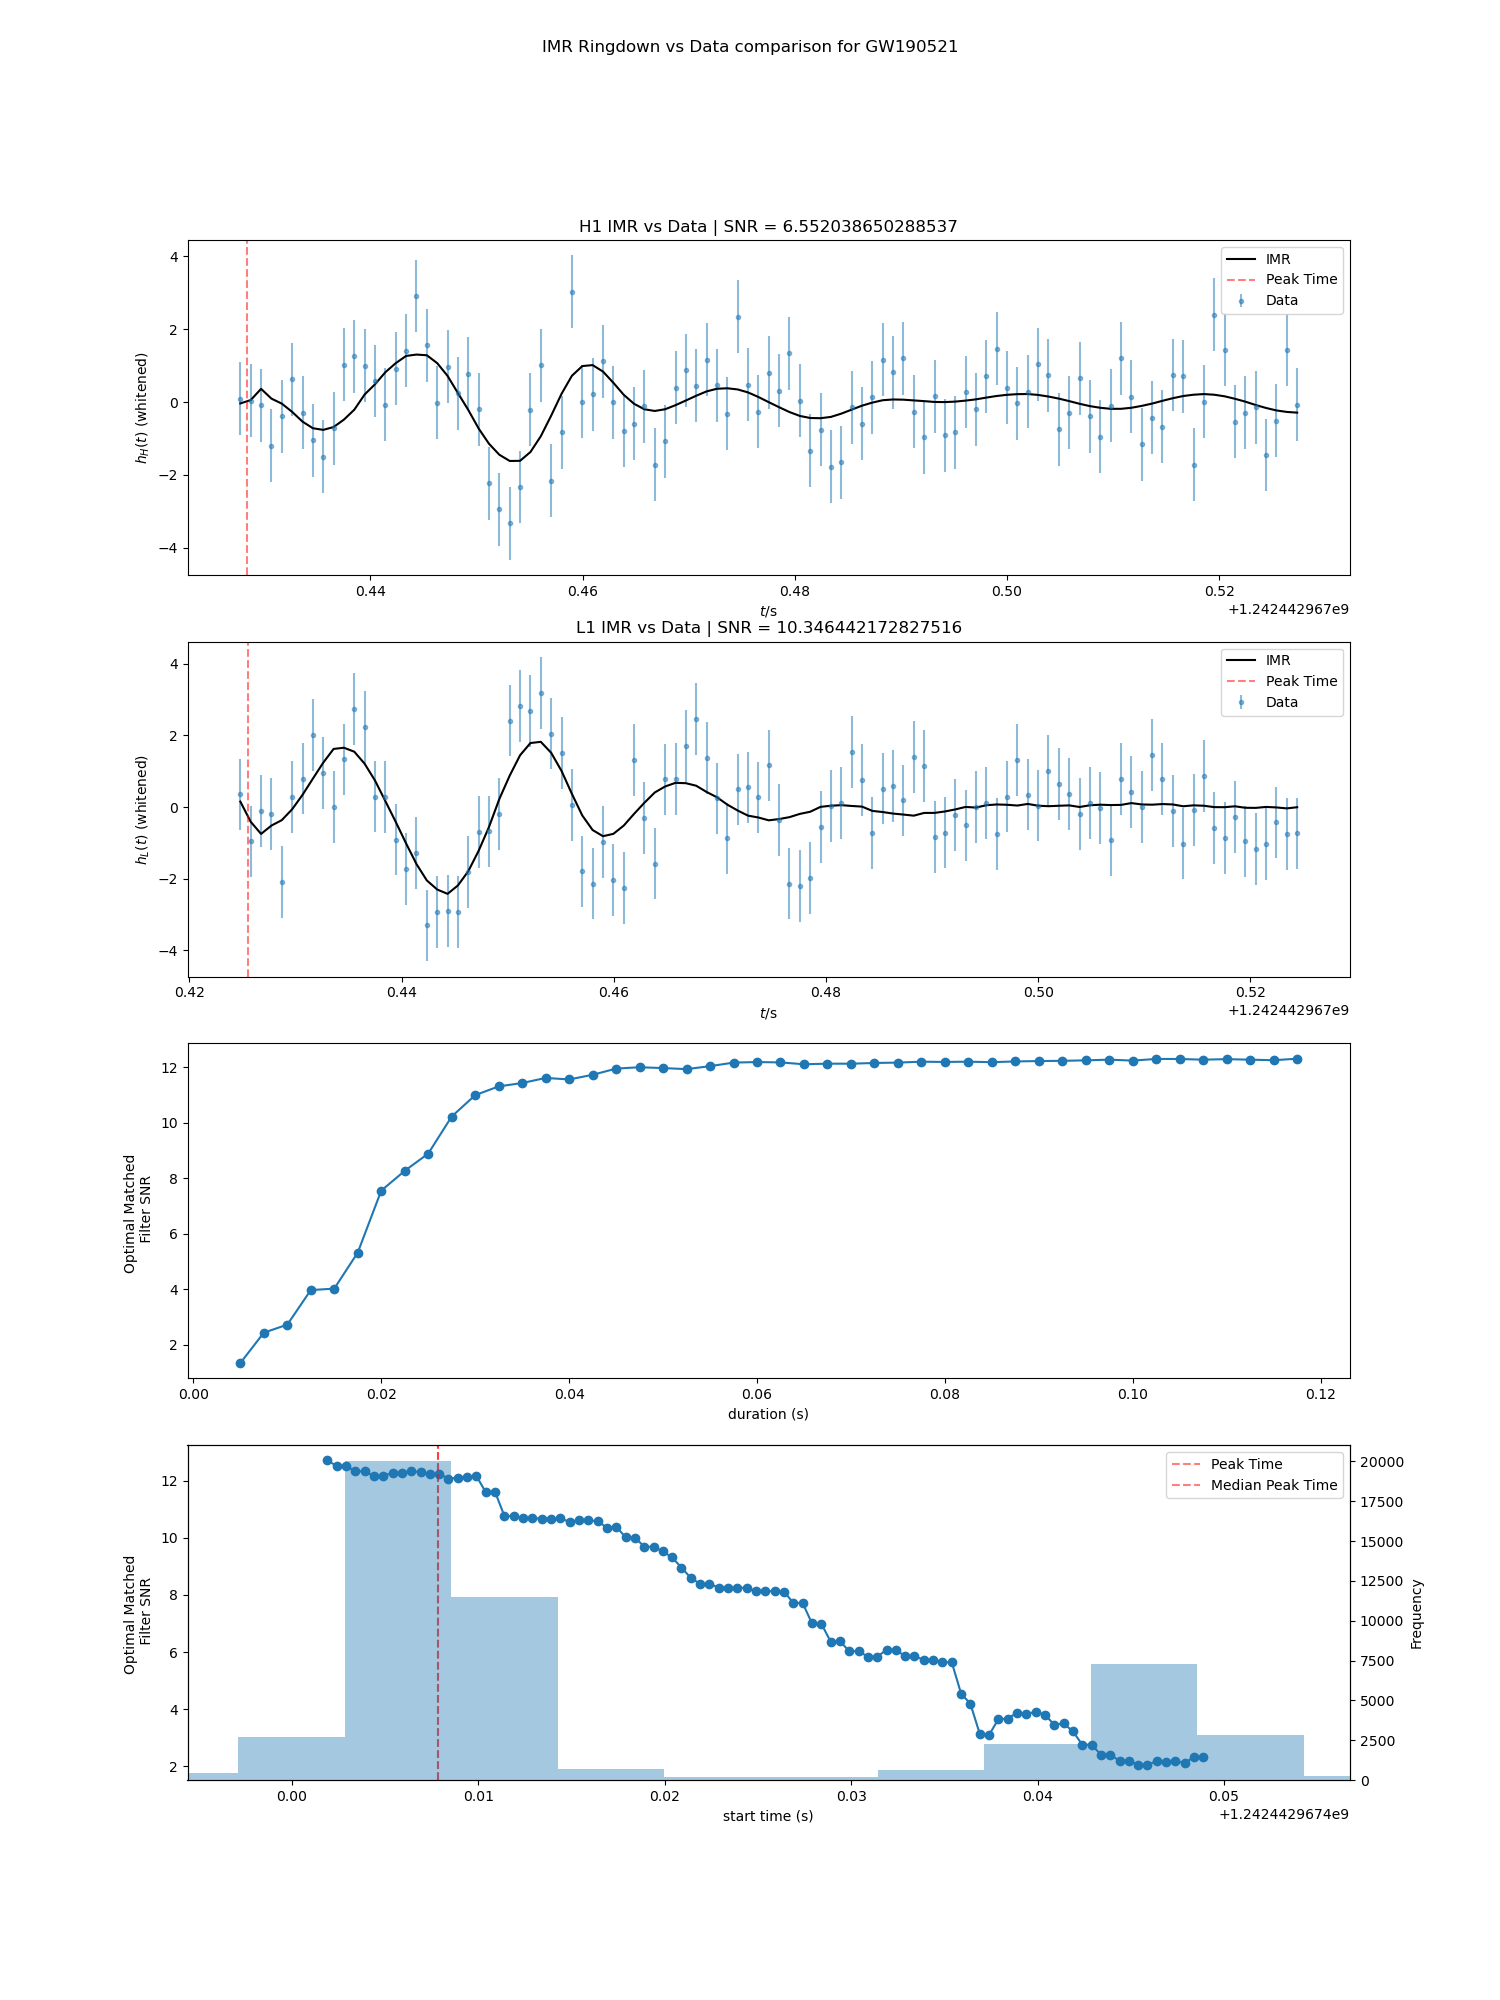 IMR Ringdown vs Data comparison for GW190521
H1 IMR vs Data | SNR = 6.552038650288537
4
2
0
−2
−4
h_H(t) (whitened)
IMR
Peak Time
Data
0.44 0.46 0.48 0.50 0.52
t/s
+1.242442967e9
L1 IMR vs Data | SNR = 10.346442172827516
4
2
0
−2
−4
h_L(t) (whitened)
IMR
Peak Time
Data
0.42 0.44 0.46 0.48 0.50 0.52
t/s
+1.242442967e9
12
10
8
6
4
2
Optimal Matched
Filter SNR
0.00 0.02 0.04 0.06 0.08 0.10 0.12
duration (s)
12
10
8
6
4
2
Optimal Matched
Filter SNR
Peak Time
Median Peak Time
20000
17500
15000
12500
10000
7500
5000
2500
0
Frequency
0.00 0.01 0.02 0.03 0.04 0.05
start time (s)
+1.2424429674e9